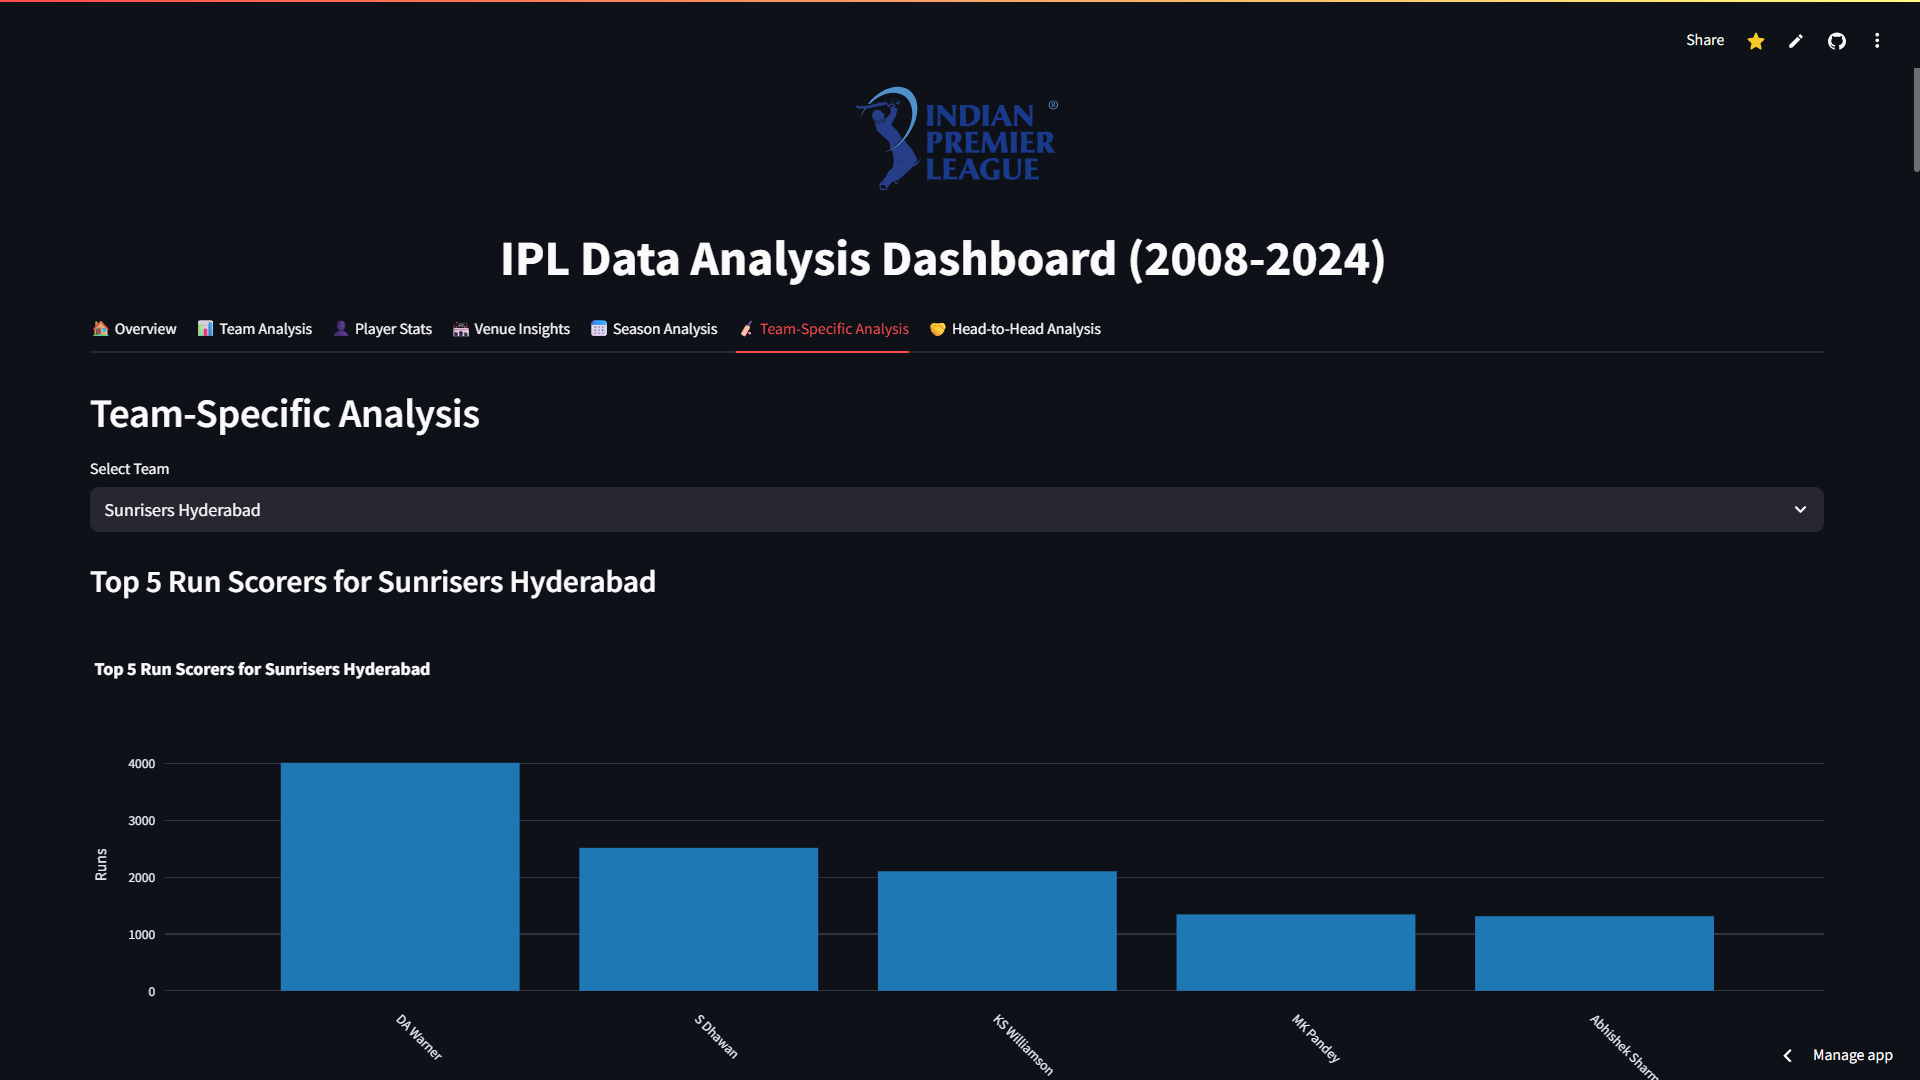 Share
INDIAN ®
PREMIER
LEAGUE
IPL Data Analysis Dashboard (2008-2024)
Overview Team Analysis Player Stats Venue Insights Season Analysis Team-Specific Analysis Head-to-Head Analysis
Team-Specific Analysis
Select Team
Sunrisers Hyderabad
Top 5 Run Scorers for Sunrisers Hyderabad
Top 5 Run Scorers for Sunrisers Hyderabad
4000
3000
2000
1000
0
Runs
DA Warner
S Dhawan
KS Williamson
MK Pandey
Abhishek Sharm
Manage app